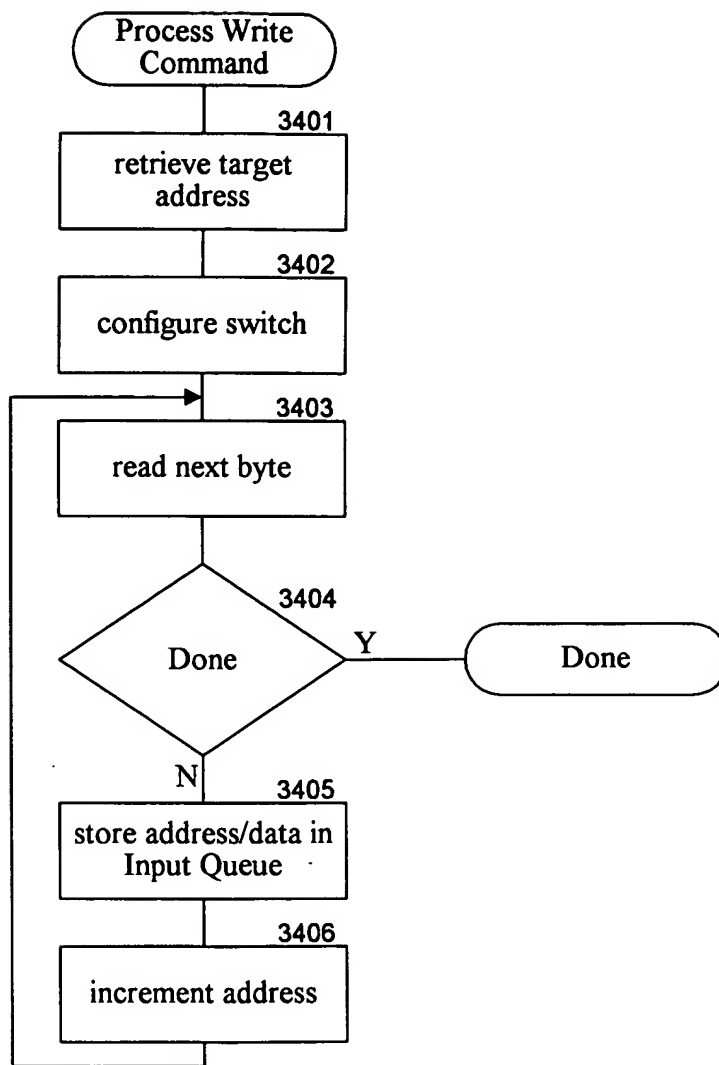 Process Write
Command
3401
retrieve target
address
3402
configure switch
3403
read next byte
3404
Done
Y
Done
N
3405
store address/data in
Input Queue
3406
increment address